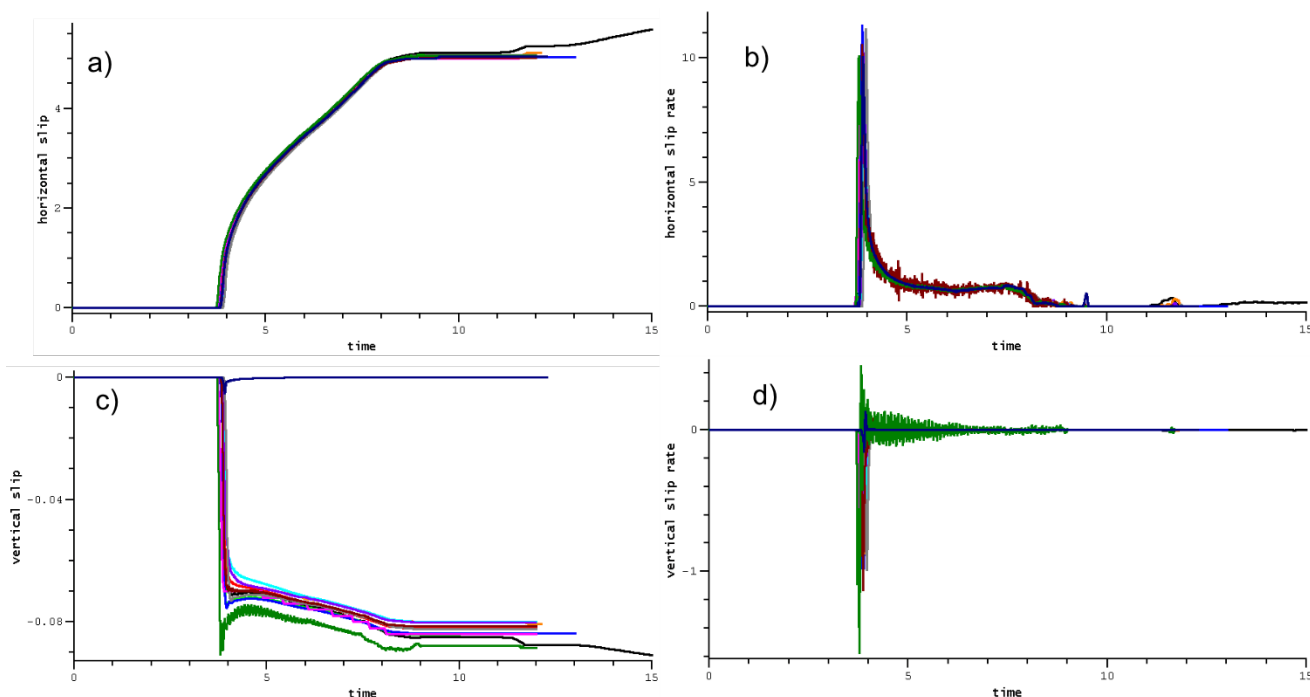 a)
4
2
0
horizontal slip
0 5 10 15
time
b)
10
5
0
horizontal slip rate
0 5 10 15
time
c)
0
-0.04
-0.08
vertical slip
0 5 10 15
time
d)
0
-1
vertical slip rate
0 5 10 15
time